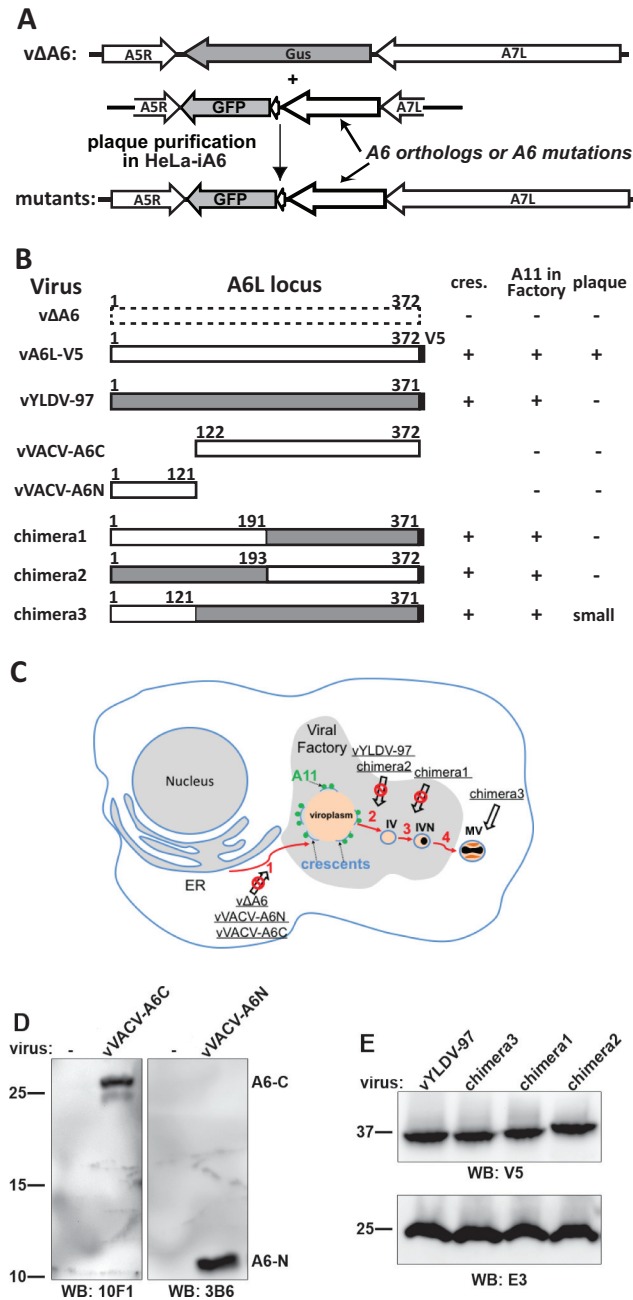 A
vΔA6:
A5R
Gus
A7L
+
A5R
GFP
A7L
plaque purification
in HeLa-iA6
A6 orthologs or A6 mutations
mutants:
A5R
GFP
A7L
B
Virus
A6L locus
cres.
A11 in
Factory
plaque
1
372
vΔA6
-
-
-
1
372
V5
vA6L-V5
+
+
+
1
371
vYLDV-97
+
+
-
122
372
vVACV-A6C
-
-
1
121
vVACV-A6N
-
-
1
191
371
chimera1
+
+
-
1
193
372
chimera2
+
+
-
1
121
371
chimera3
+
+
small
C
Nucleus
ER
Viral
Factory
A11
viroplasm
crescents
vYLDV-97
chimera2
chimera1
chimera3
1
2
IV
3
IVN
4
MV
vΔA6
vVACV-A6N
vVACV-A6C
D
virus:
-
vVACV-A6C
-
vVACV-A6N
25
15
10
A6-C
A6-N
WB: 10F1
WB: 3B6
E
virus:
vYLDV-97
chimera3
chimera1
chimera2
37
WB: V5
25
WB: E3